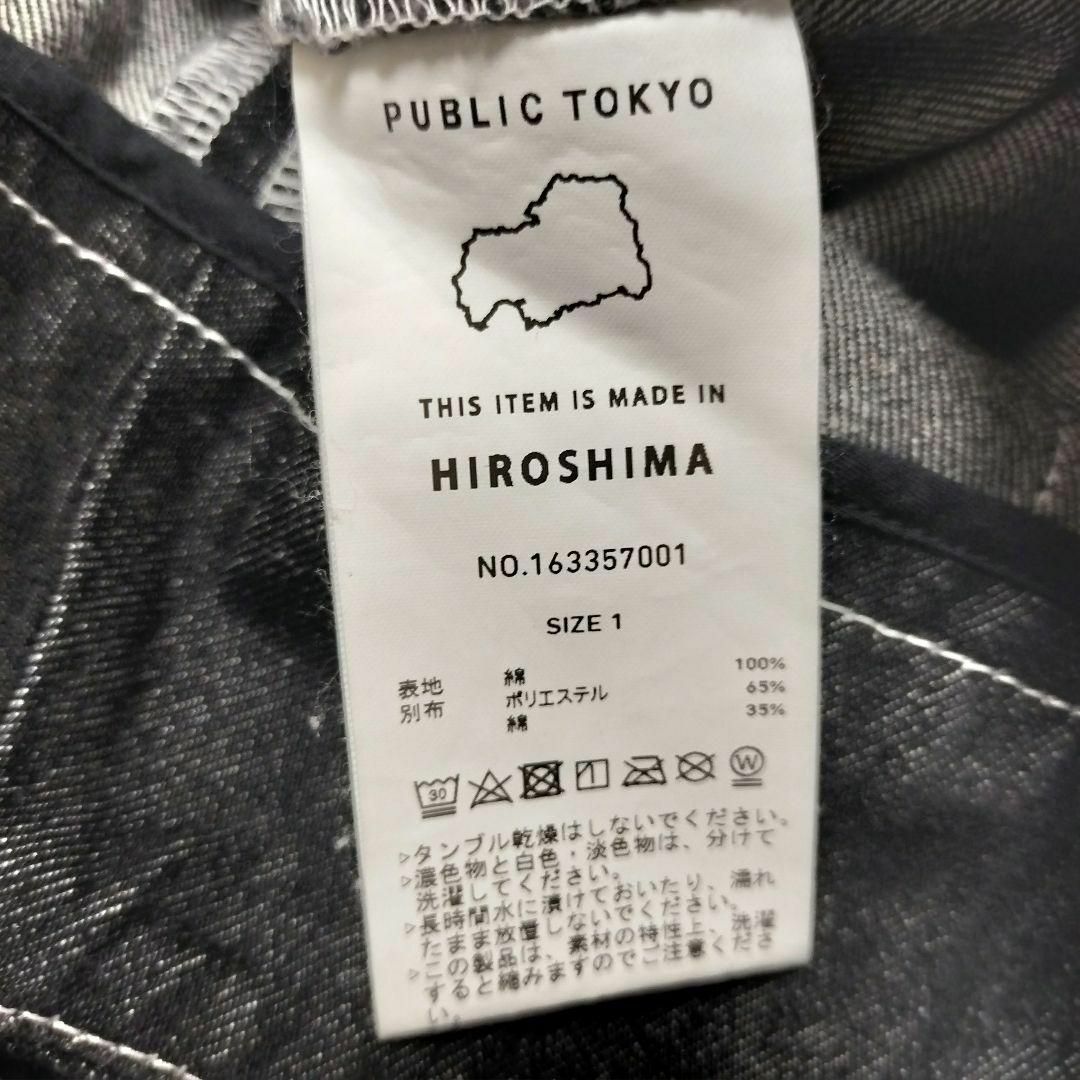 PUBLIC TOKYO
THIS ITEM IS MADE IN
HIROSHIMA
NO.163357001
SIZE 1
表地 綿 100%
別布 ポリエステル 65%
綿 35%
30
W
▷タンブル乾燥はしないでください。
▷濃色物と白色・淡色物は、分けて
洗濯してください。
▷長時間水に漬けておいたり、濡れ
たまま放置しないでください。
▷この製品は、素材の特性上、洗濯
すると縮みますのでご注意くださ
い。